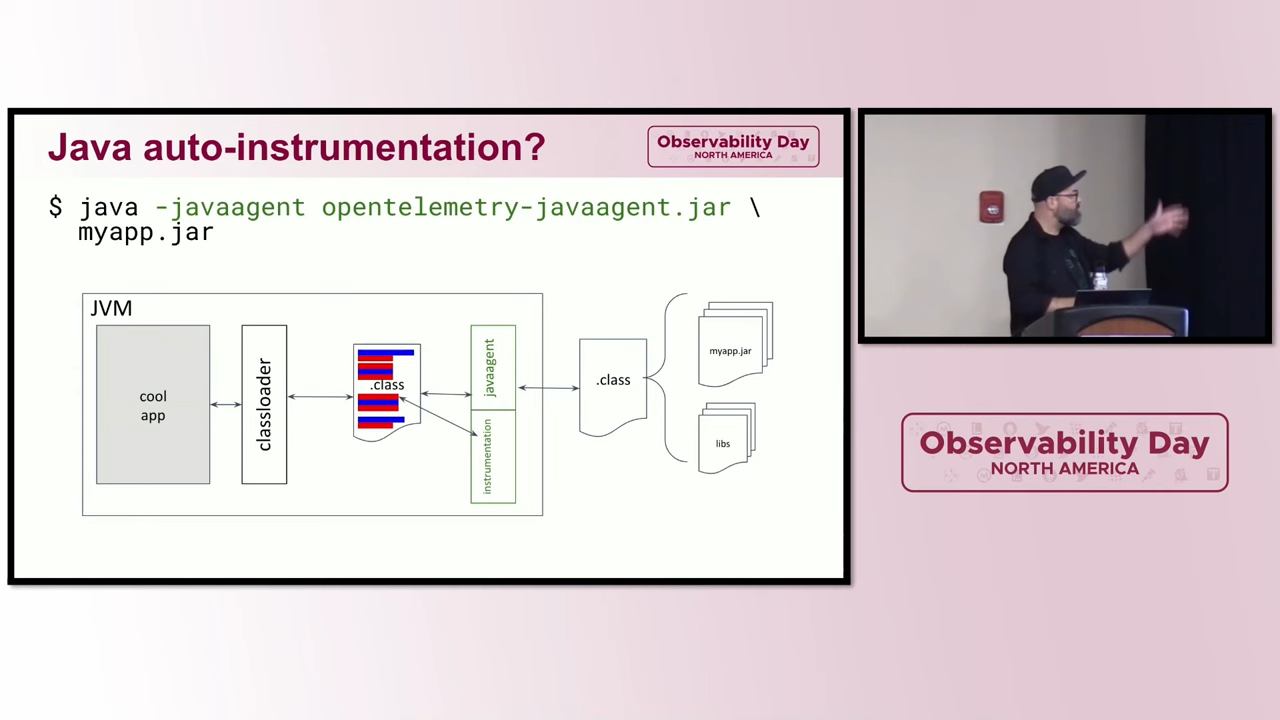 Java auto-instrumentation?
Observability Day
NORTH AMERICA
$ java -javaagent opentelemetry-javaagent.jar \
myapp.jar
JVM
cool
app
classloader
.class
javaagent
instrumentation
.class
myapp.jar
libs
Observability Day
NORTH AMERICA